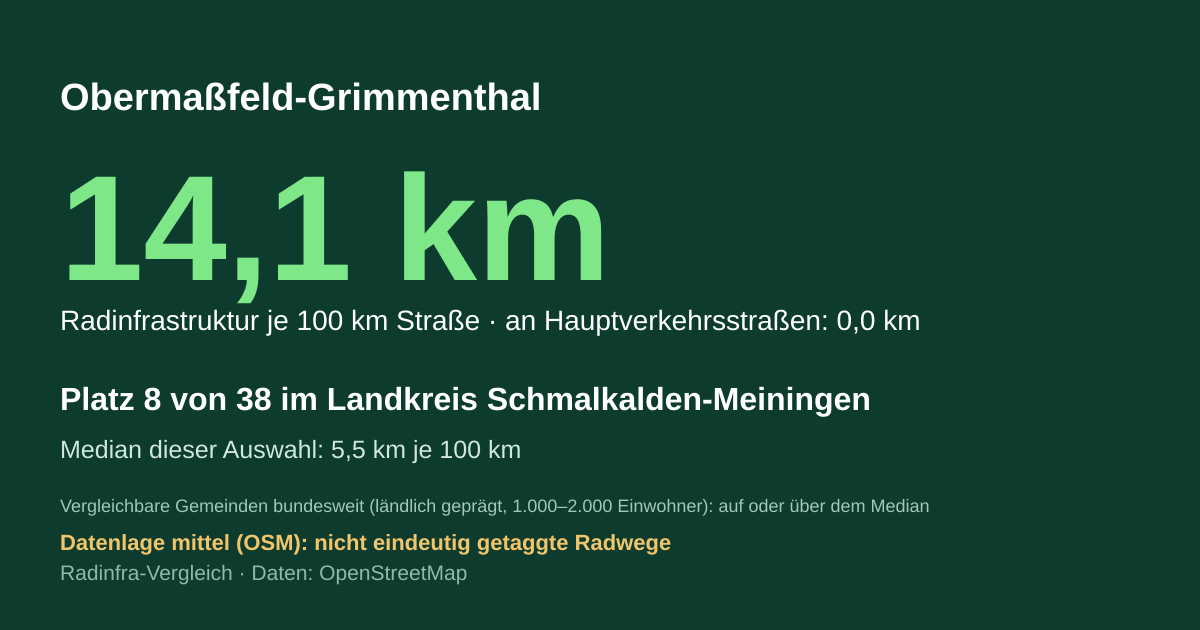 Obermaßfeld-Grimmenthal
14,1 km
Radinfrastruktur je 100 km Straße · an Hauptverkehrsstraßen: 0,0 km
Platz 8 von 38 im Landkreis Schmalkalden-Meiningen
Median dieser Auswahl: 5,5 km je 100 km
Vergleichbare Gemeinden bundesweit (ländlich geprägt, 1.000–2.000 Einwohner): auf oder über dem Median
Datenlage mittel (OSM): nicht eindeutig getaggte Radwege
Radinfra-Vergleich · Daten: OpenStreetMap